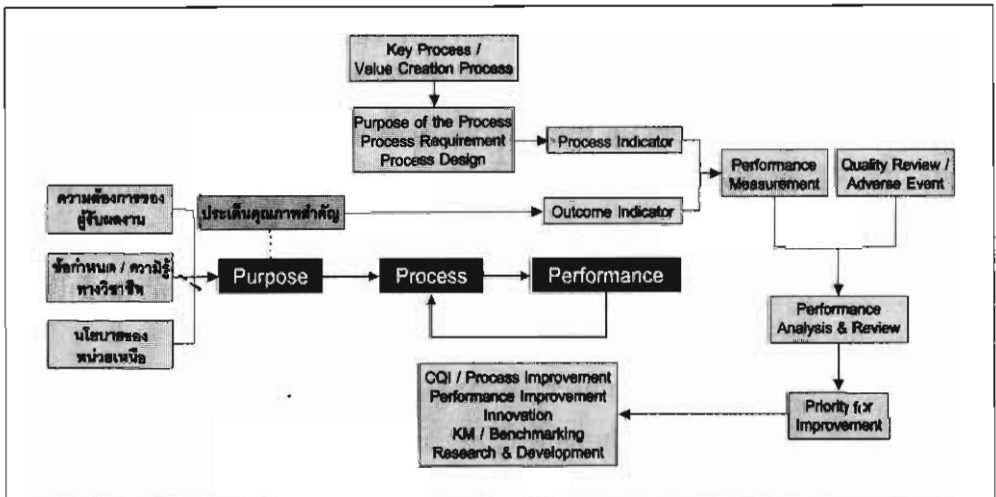 Key Process /
Value Creation Process
Purpose of the Process
Process Requirement
Process Design
Process Indicator
Performance
Measurement
Quality Review /
Adverse Event
ความต้องการของ
ผู้รับผลงาน
ประเด็นคุณภาพสำคัญ
Outcome Indicator
ข้อกำหนด / ความมีรู้
ทางวิชาชีพ
Purpose
Process
Performance
นโยบายของ
หน่วยเหนือ
Performance
Analysis & Review
CQI / Process Improvement
Performance Improvement
Innovation
KM / Benchmarking
Research & Development
Priority for
Improvement